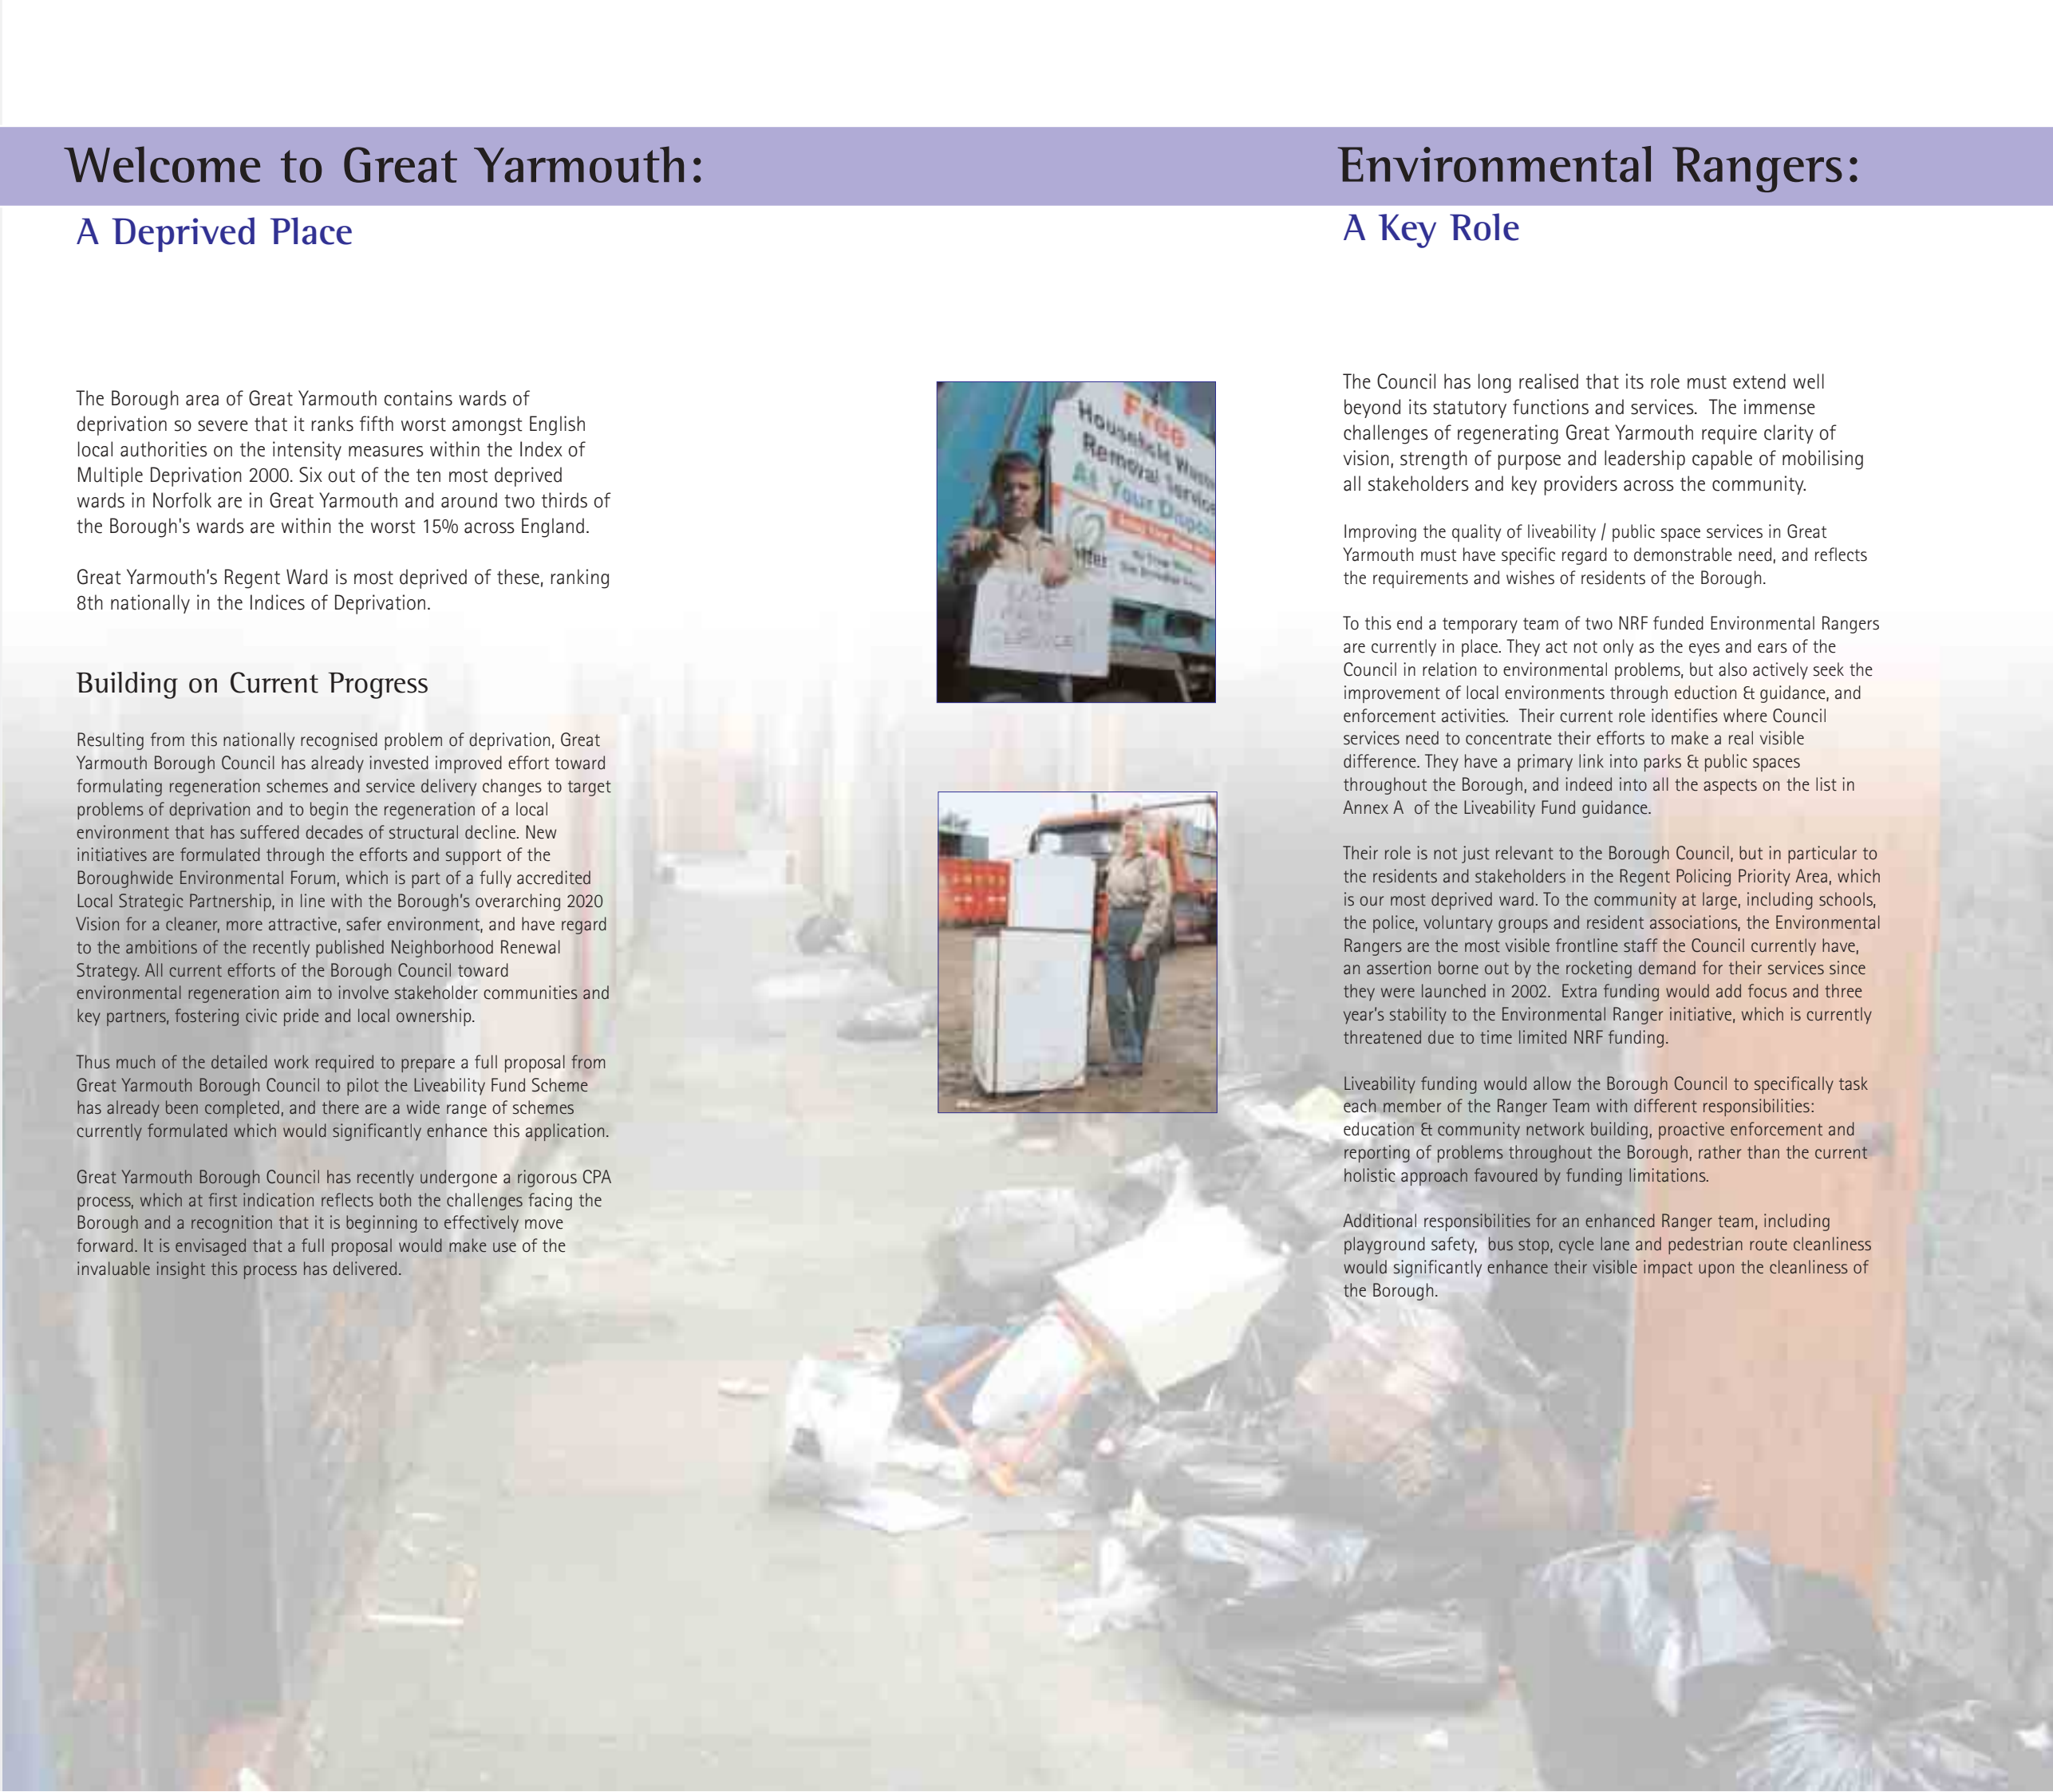 Welcome to Great Yarmouth:
A Deprived Place
The Borough area of Great Yarmouth contains wards of
deprivation so severe that it ranks fifth worst amongst English
local authorities on the intensity measures within the Index of
Multiple Deprivation 2000. Six out of the ten most deprived
wards in Norfolk are in Great Yarmouth and around two thirds of
the Borough's wards are within the worst 15% across England.
Great Yarmouth's Regent Ward is most deprived of these, ranking
8th nationally in the Indices of Deprivation.
Building on Current Progress
Resulting from this nationally recognised problem of deprivation, Great
Yarmouth Borough Council has already invested improved effort toward
formulating regeneration schemes and service delivery changes to target
problems of deprivation and to begin the regeneration of a local
environment that has suffered decades of structural decline. New
initiatives are formulated through the efforts and support of the
Boroughwide Environmental Forum, which is part of a fully accredited
Local Strategic Partnership, in line with the Borough's overarching 2020
Vision for a cleaner, more attractive, safer environment, and have regard
to the ambitions of the recently published Neighborhood Renewal
Strategy. All current efforts of the Borough Council toward
environmental regeneration aim to involve stakeholder communities and
key partners, fostering civic pride and local ownership.
Thus much of the detailed work required to prepare a full proposal from
Great Yarmouth Borough Council to pilot the Liveability Fund Scheme
has already been completed, and there are a wide range of schemes
currently formulated which would significantly enhance this application.
Great Yarmouth Borough Council has recently undergone a rigorous CPA
process, which at first indication reflects both the challenges facing the
Borough and a recognition that it is beginning to effectively move
forward. It is envisaged that a full proposal would make use of the
invaluable insight this process has delivered.
Free
Household Waste
Removal Service
At Your Disposal
Environmental Rangers:
A Key Role
The Council has long realised that its role must extend well
beyond its statutory functions and services. The immense
challenges of regenerating Great Yarmouth require clarity of
vision, strength of purpose and leadership capable of mobilising
all stakeholders and key providers across the community.
Improving the quality of liveability / public space services in Great
Yarmouth must have specific regard to demonstrable need, and reflects
the requirements and wishes of residents of the Borough.
To this end a temporary team of two NRF funded Environmental Rangers
are currently in place. They act not only as the eyes and ears of the
Council in relation to environmental problems, but also actively seek the
improvement of local environments through eduction & guidance, and
enforcement activities. Their current role identifies where Council
services need to concentrate their efforts to make a real visible
difference. They have a primary link into parks & public spaces
throughout the Borough, and indeed into all the aspects on the list in
Annex A of the Liveability Fund guidance.
Their role is not just relevant to the Borough Council, but in particular to
the residents and stakeholders in the Regent Policing Priority Area, which
is our most deprived ward. To the community at large, including schools,
the police, voluntary groups and resident associations, the Environmental
Rangers are the most visible frontline staff the Council currently have,
an assertion borne out by the rocketing demand for their services since
they were launched in 2002. Extra funding would add focus and three
year's stability to the Environmental Ranger initiative, which is currently
threatened due to time limited NRF funding.
Liveability funding would allow the Borough Council to specifically task
each member of the Ranger Team with different responsibilities:
education & community network building, proactive enforcement and
reporting of problems throughout the Borough, rather than the current
holistic approach favoured by funding limitations.
Additional responsibilities for an enhanced Ranger team, including
playground safety, bus stop, cycle lane and pedestrian route cleanliness
would significantly enhance their visible impact upon the cleanliness of
the Borough.